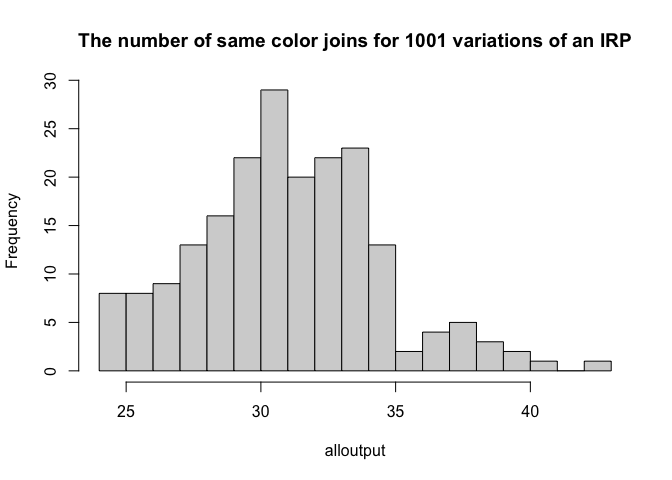 The number of same color joins for 1001 variations of an IRP
30
25
20
15
10
5
0
Frequency
25 30 35 40
alloutput